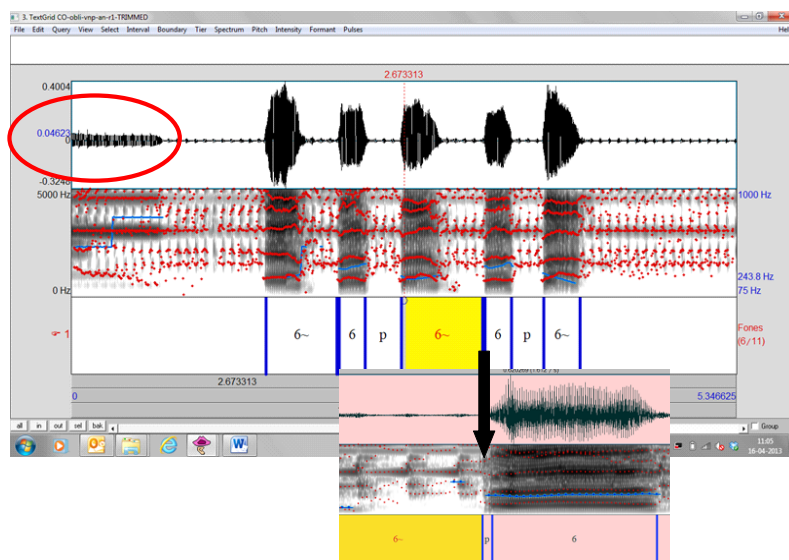 3. TextGrid CO-obli-vnp-an-r1-TRIMMED
File Edit Query View Select Interval Boundary Tier Spectrum Pitch Intensity Formant Pulses Hel
2.673313
0.4004
0.04623
0
-0.3248
5000 Hz 1000 Hz
243.8 Hz
0 Hz 75 Hz
1 6~ 6 p 6~ 6 p 6~ Fones
(6/11)
2.673313
0 5.346625
all in out sel bak Group
11:05
16-04-2013
6~ p 6